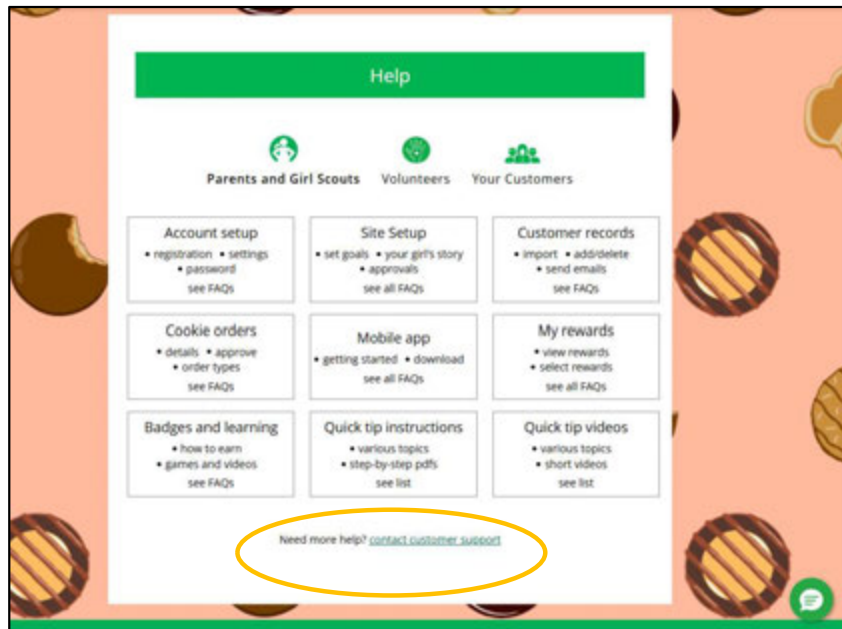 Help
Parents and Girl Scouts Volunteers Your Customers
Account setup
• registration • settings
• password
see FAQs
Site Setup
• set goals • your girl's story
• approvals
see all FAQs
Customer records
• import • add/delete
• send emails
see FAQs
Cookie orders
• details • approve
• order types
see FAQs
Mobile app
• getting started • download
see all FAQs
My rewards
• view rewards
• select rewards
see all FAQs
Badges and learning
• how to earn
• games and videos
see FAQs
Quick tip instructions
• various topics
• step-by-step pdfs
see list
Quick tip videos
• various topics
• short videos
see list
Need more help? contact customer support